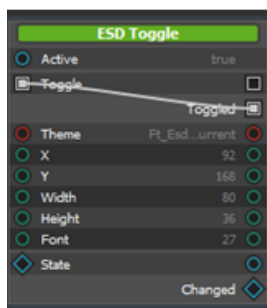 ESD Toggle
Active true
Toggle
Toggled
Theme Ft_Esd...urrent
X 92
Y 168
Width 80
Height 36
Font 27
State
Changed